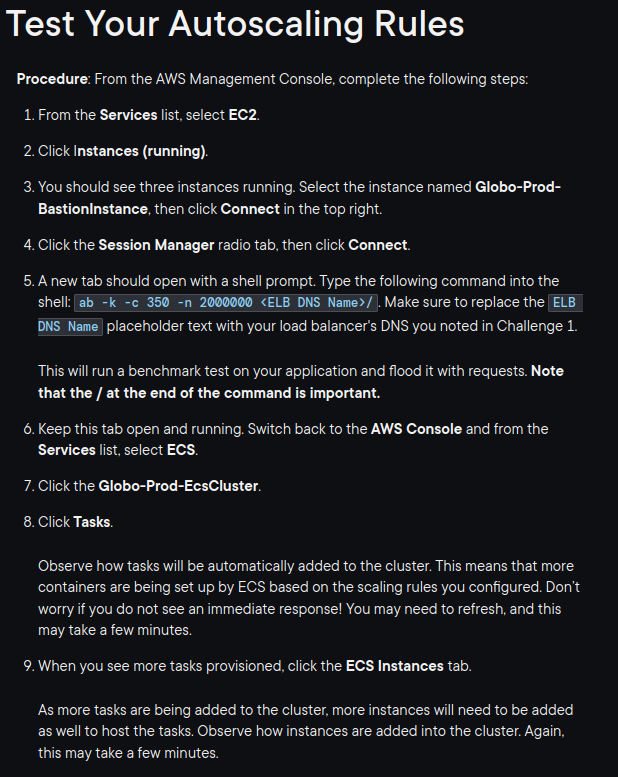 Test Your Autoscaling Rules
Procedure: From the AWS Management Console, complete the following steps:
1. From the Services list, select EC2.
2. Click Instances (running).
3. You should see three instances running. Select the instance named Globo-Prod-
BastionInstance, then click Connect in the top right.
4. Click the Session Manager radio tab, then click Connect.
5. A new tab should open with a shell prompt. Type the following command into the
shell: ab -k -c 350 -n 2000000 <ELB DNS Name>/ . Make sure to replace the ELB
DNS Name placeholder text with your load balancer's DNS you noted in Challenge 1.
This will run a benchmark test on your application and flood it with requests. Note
that the / at the end of the command is important.
6. Keep this tab open and running. Switch back to the AWS Console and from the
Services list, select ECS.
7. Click the Globo-Prod-EcsCluster.
8. Click Tasks.
Observe how tasks will be automatically added to the cluster. This means that more
containers are being set up by ECS based on the scaling rules you configured. Don't
worry if you do not see an immediate response! You may need to refresh, and this
may take a few minutes.
9. When you see more tasks provisioned, click the ECS Instances tab.
As more tasks are being added to the cluster, more instances will need to be added
as well to host the tasks. Observe how instances are added into the cluster. Again,
this may take a few minutes.